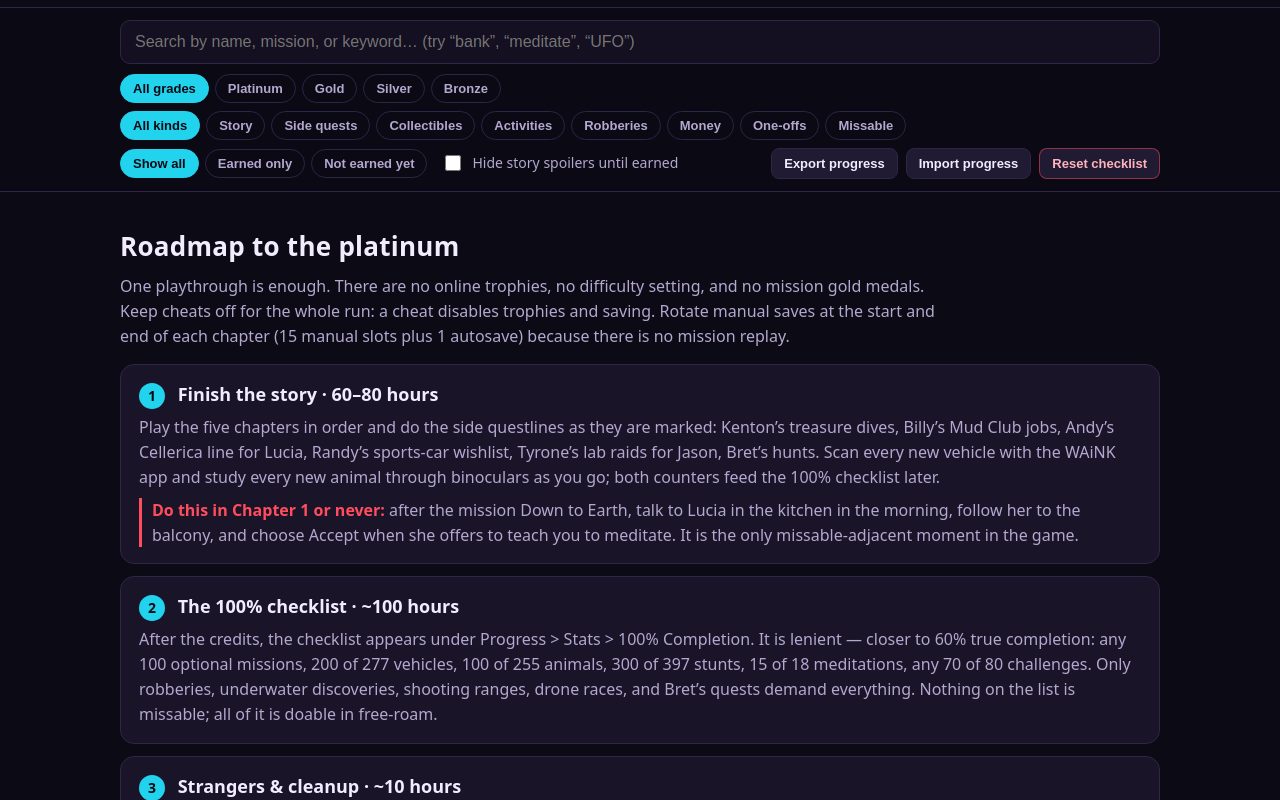 Search by name, mission, or keyword… (try “bank”, “meditate”, “UFO”)
All grades Platinum Gold Silver Bronze
All kinds Story Side quests Collectibles Activities Robberies Money One-offs Missable
Show all Earned only Not earned yet Hide story spoilers until earned Export progress Import progress Reset checklist
Roadmap to the platinum
One playthrough is enough. There are no online trophies, no difficulty setting, and no mission gold medals.
Keep cheats off for the whole run: a cheat disables trophies and saving. Rotate manual saves at the start and
end of each chapter (15 manual slots plus 1 autosave) because there is no mission replay.
1 Finish the story · 60–80 hours
Play the five chapters in order and do the side questlines as they are marked: Kenton’s treasure dives, Billy’s Mud Club jobs, Andy’s
Cellerica line for Lucia, Randy’s sports-car wishlist, Tyrone’s lab raids for Jason, Bret’s hunts. Scan every new vehicle with the WAiNK
app and study every new animal through binoculars as you go; both counters feed the 100% checklist later.
Do this in Chapter 1 or never: after the mission Down to Earth, talk to Lucia in the kitchen in the morning, follow her to the
balcony, and choose Accept when she offers to teach you to meditate. It is the only missable-adjacent moment in the game.
2 The 100% checklist · ~100 hours
After the credits, the checklist appears under Progress > Stats > 100% Completion. It is lenient — closer to 60% true completion: any
100 optional missions, 200 of 277 vehicles, 100 of 255 animals, 300 of 397 stunts, 15 of 18 meditations, any 70 of 80 challenges. Only
robberies, underwater discoveries, shooting ranges, drone races, and Bret’s quests demand everything. Nothing on the list is
missable; all of it is doable in free-roam.
3 Strangers & cleanup · ~10 hours